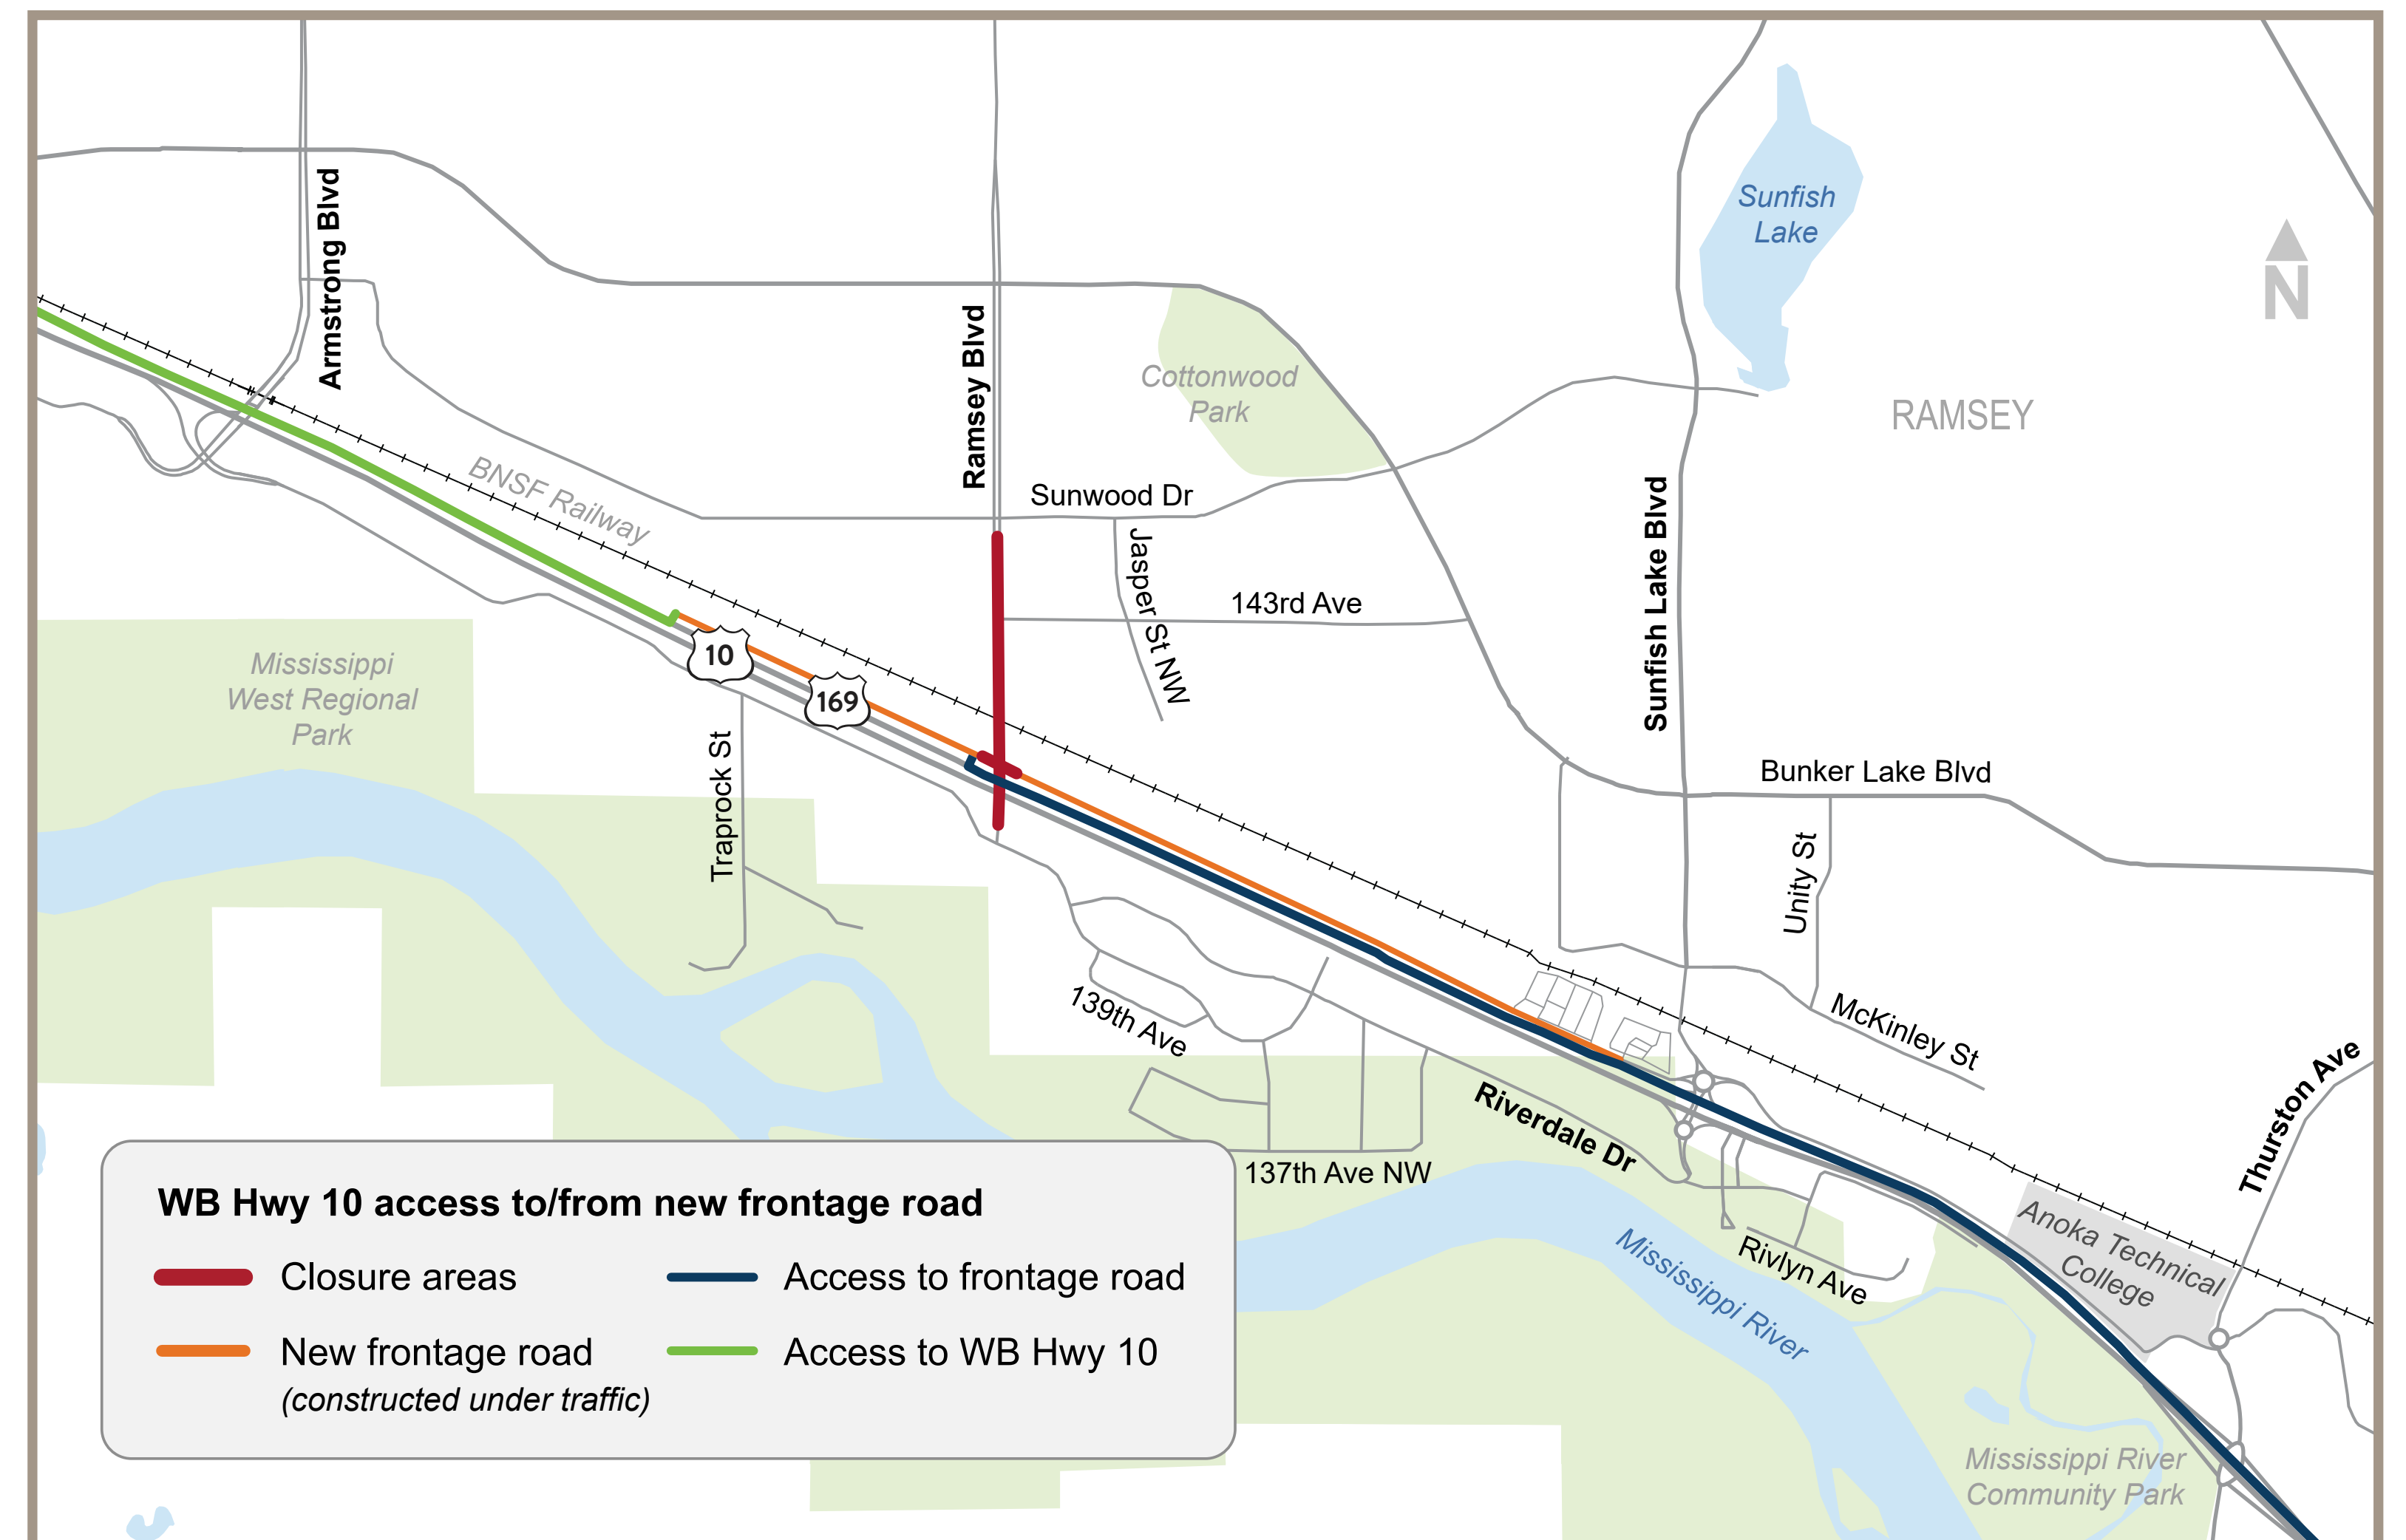 Armstrong Blvd
Ramsey Blvd
Sunfish
Lake
N
RAMSEY
Cottonwood
Park
BNSF Railway
Sunwood Dr
Jasper St NW
143rd Ave
Sunfish Lake Blvd
10
169
Mississippi
West Regional
Park
Traprock St
Bunker Lake Blvd
Unity St
McKinley St
139th Ave
Thurston Ave
Riverdale Dr
137th Ave NW
Anoka Technical
College
Rivlyn Ave
Mississippi River
Mississippi River
Community Park
WB Hwy 10 access to/from new frontage road
Closure areas
Access to frontage road
New frontage road
(constructed under traffic)
Access to WB Hwy 10